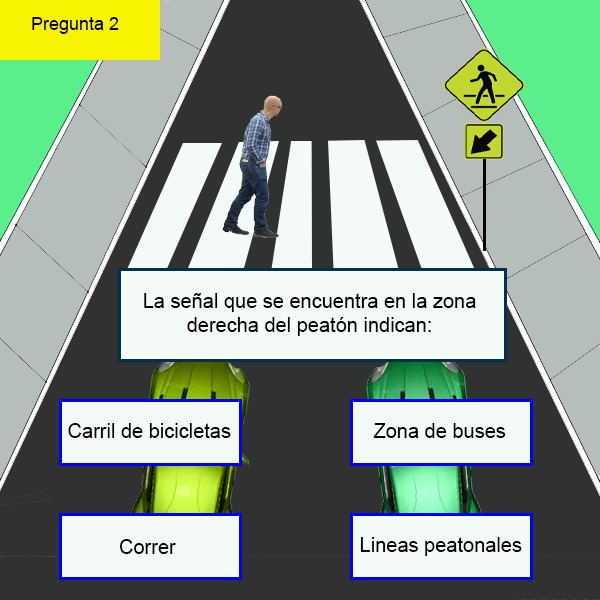 Pregunta 2
La señal que se encuentra en la zona
derecha del peatón indican:
Carril de bicicletas
Zona de buses
Correr
Lineas peatonales